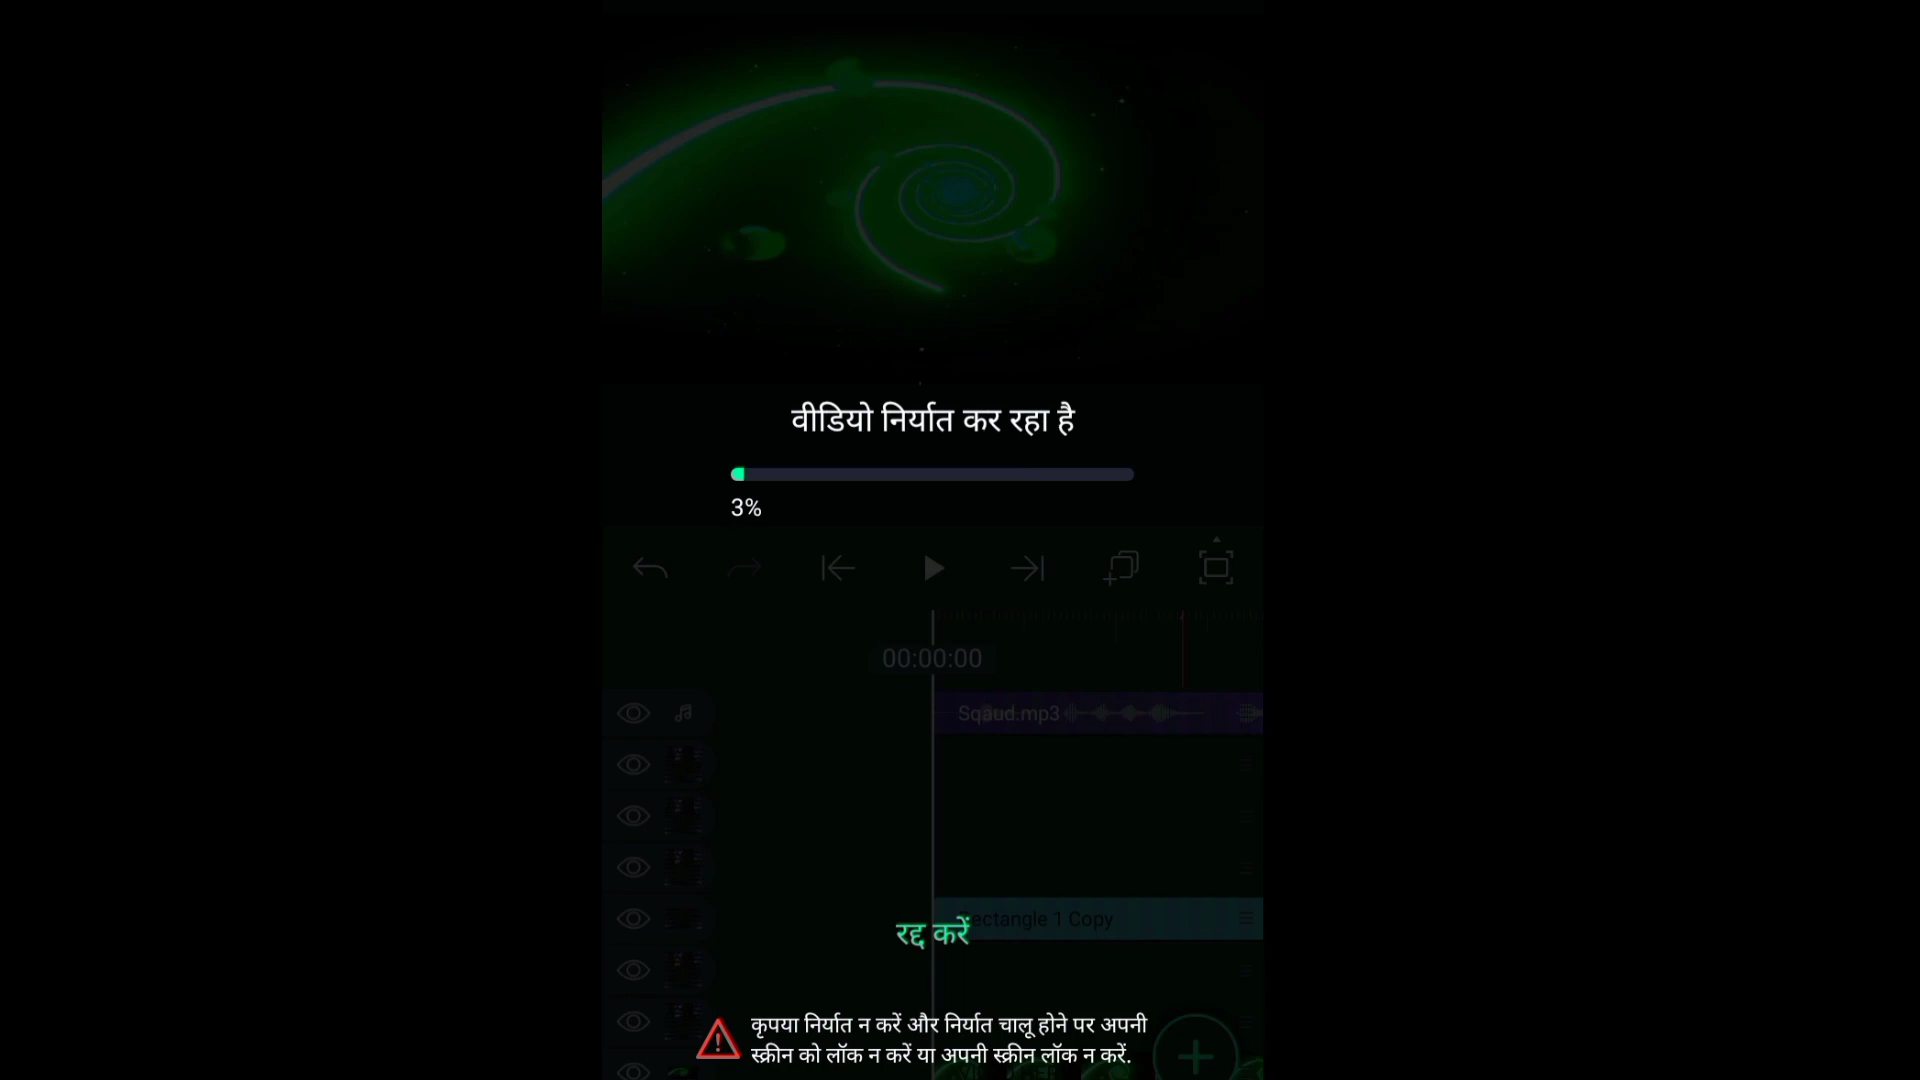 वीडियो निर्यात कर रहा है
3%
00:00:00
Sqaud.mp3
Rectangle 1 Copy
रद्द करें
कृपया निर्यात न करें और निर्यात चालू होने पर अपनी
स्क्रीन को लॉक न करें या अपनी स्क्रीन लॉक न करें.